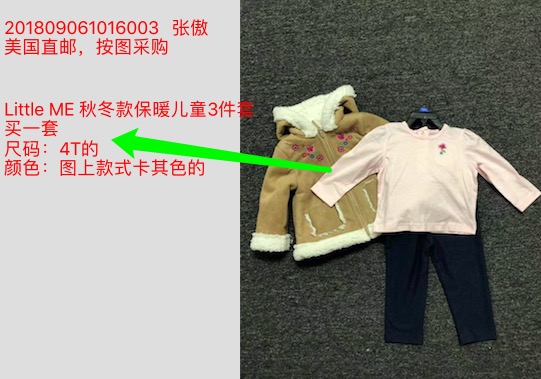 201809061016003 张傲
美国直邮，按图采购
Little ME 秋冬款保暖儿童3件套
买一套
尺码：4T的
颜色：图上款式卡其色的